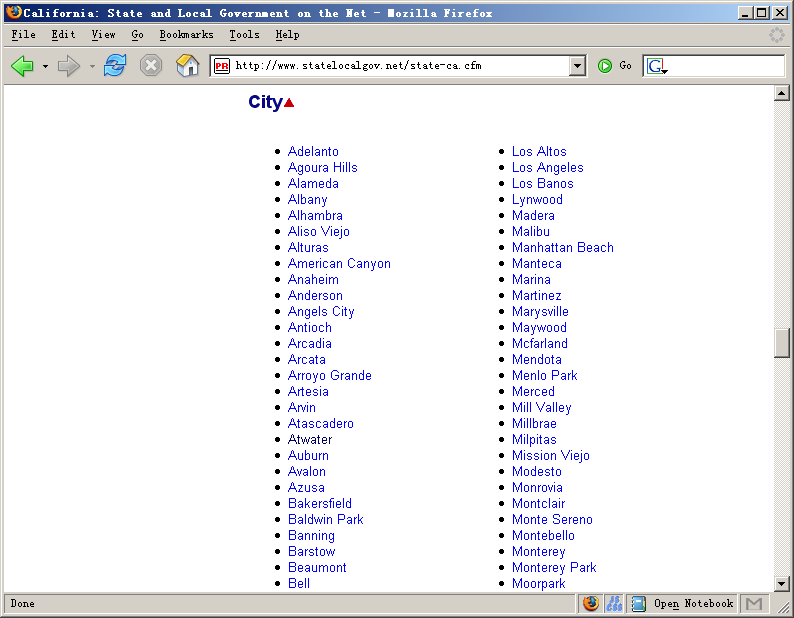 California: State and Local Government on the Net - Mozilla Firefox
File Edit View Go Bookmarks Tools Help
PR http://www.statelocalgov.net/state-ca.cfm Go G
City
Adelanto
Agoura Hills
Alameda
Albany
Alhambra
Aliso Viejo
Alturas
American Canyon
Anaheim
Anderson
Angels City
Antioch
Arcadia
Arcata
Arroyo Grande
Artesia
Arvin
Atascadero
Atwater
Auburn
Avalon
Azusa
Bakersfield
Baldwin Park
Banning
Barstow
Beaumont
Bell
Los Altos
Los Angeles
Los Banos
Lynwood
Madera
Malibu
Manhattan Beach
Manteca
Marina
Martinez
Marysville
Maywood
Mcfarland
Mendota
Menlo Park
Merced
Mill Valley
Millbrae
Milpitas
Mission Viejo
Modesto
Monrovia
Montclair
Monte Sereno
Montebello
Monterey
Monterey Park
Moorpark
Done JS CSS Open Notebook